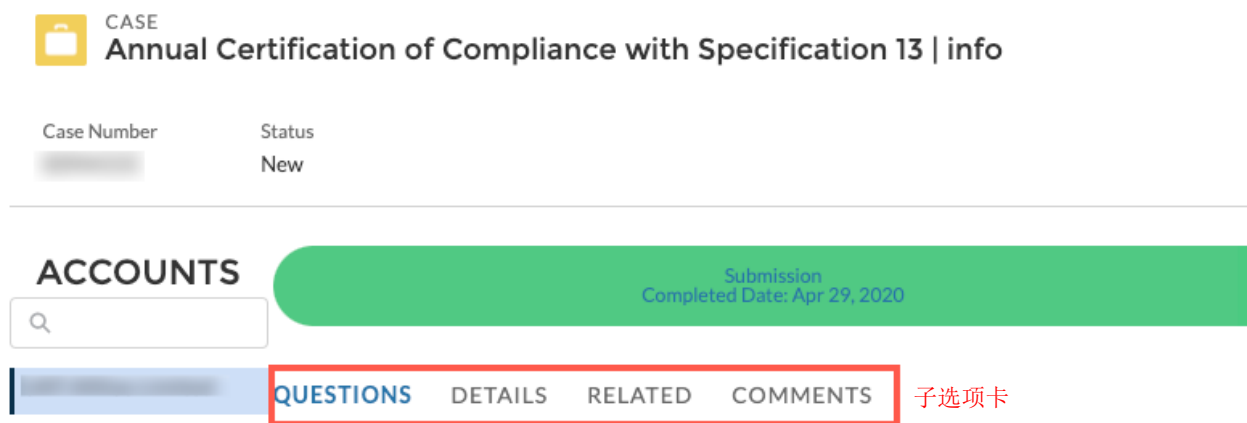 CASE
Annual Certification of Compliance with Specification 13 | info
Case Number
Status
New
ACCOUNTS
Submission
Completed Date: Apr 29, 2020
QUESTIONS DETAILS RELATED COMMENTS 子选项卡